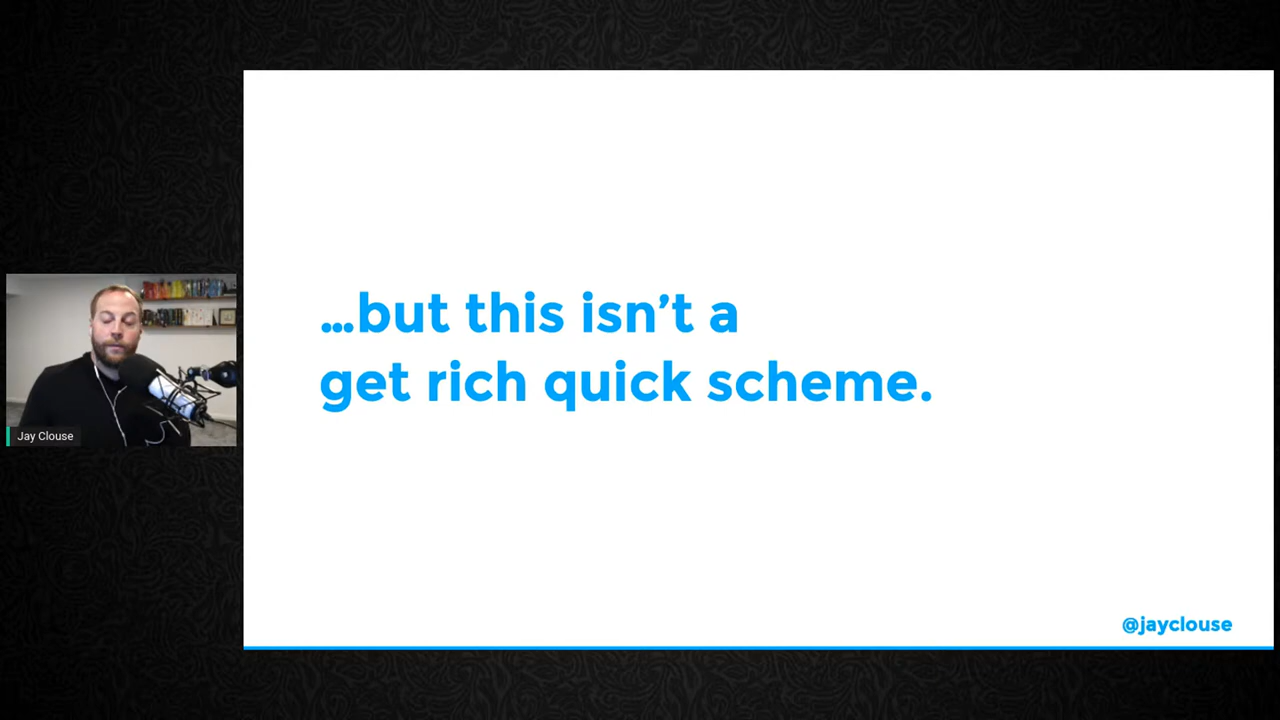 …but this isn’t a
get rich quick scheme.
Jay Clouse
@jayclouse